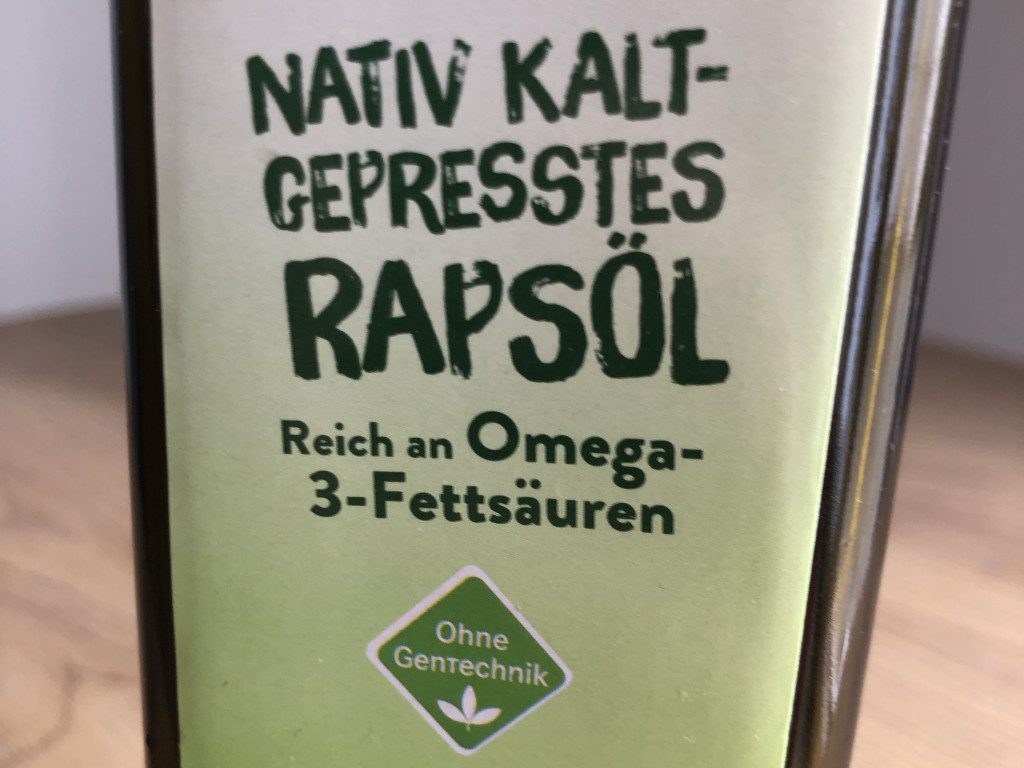 NATIV KALT-
GEPRESSTES
RAPSÖL
Reich an Omega-
3-Fettsäuren
Ohne
GenTechnik